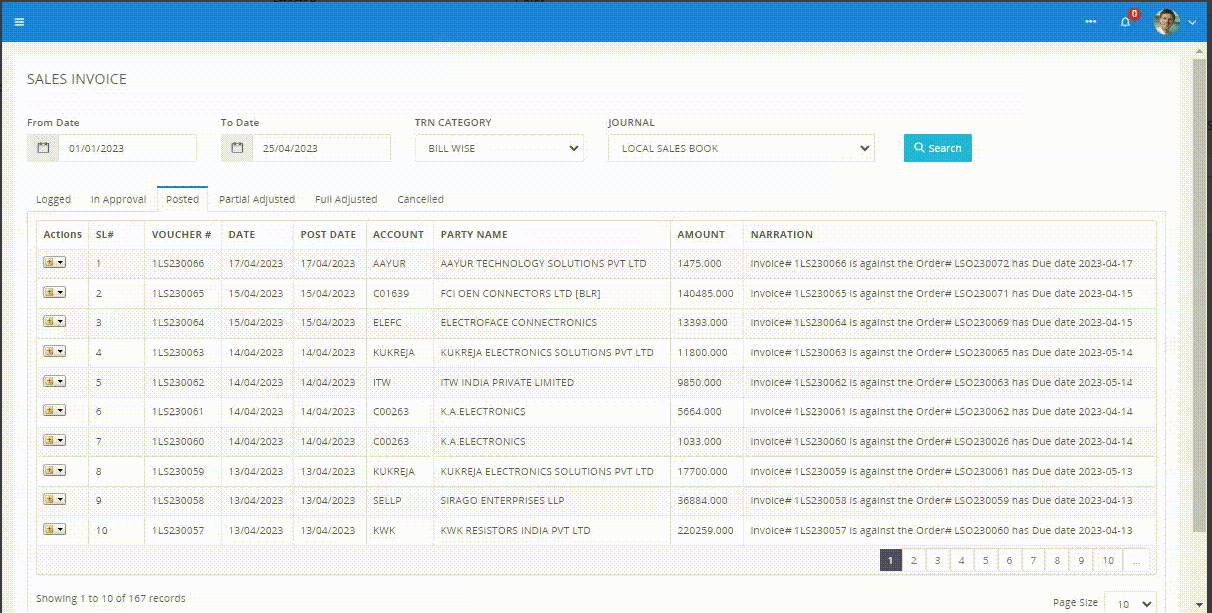 0
SALES INVOICE
From Date To Date TRN CATEGORY JOURNAL
01/01/2023 25/04/2023 BILL WISE LOCAL SALES BOOK Search
Logged In Approval Posted Partial Adjusted Full Adjusted Cancelled
Actions SL# VOUCHER # DATE POST DATE ACCOUNT PARTY NAME AMOUNT NARRATION
1 1LS230066 17/04/2023 17/04/2023 AAYUR AAYUR TECHNOLOGY SOLUTIONS PVT LTD 1475.000 Invoice# 1LS230066 is against the Order# LSO230072 has Due date 2023-04-17
2 1LS230065 15/04/2023 15/04/2023 C01639 FCI OEN CONNECTORS LTD [BLR] 140485.000 Invoice# 1LS230065 is against the Order# LSO230071 has Due date 2023-04-15
3 1LS230064 15/04/2023 15/04/2023 ELEFC ELECTROFACE CONNECTRONICS 13393.000 Invoice# 1LS230064 is against the Order# LSO230069 has Due date 2023-04-15
4 1LS230063 14/04/2023 14/04/2023 KUKREJA KUKREJA ELECTRONICS SOLUTIONS PVT LTD 11800.000 Invoice# 1LS230063 is against the Order# LSO230065 has Due date 2023-05-14
5 1LS230062 14/04/2023 14/04/2023 ITW ITW INDIA PRIVATE LIMITED 9850.000 Invoice# 1LS230062 is against the Order# LSO230063 has Due date 2023-05-14
6 1LS230061 14/04/2023 14/04/2023 C00263 K.A.ELECTRONICS 5664.000 Invoice# 1LS230061 is against the Order# LSO230062 has Due date 2023-04-14
7 1LS230060 14/04/2023 14/04/2023 C00263 K.A.ELECTRONICS 1033.000 Invoice# 1LS230060 is against the Order# LSO230026 has Due date 2023-04-14
8 1LS230059 13/04/2023 13/04/2023 KUKREJA KUKREJA ELECTRONICS SOLUTIONS PVT LTD 17700.000 Invoice# 1LS230059 is against the Order# LSO230061 has Due date 2023-05-13
9 1LS230058 13/04/2023 13/04/2023 SELLP SIRAGO ENTERPRISES LLP 36884.000 Invoice# 1LS230058 is against the Order# LSO230059 has Due date 2023-04-13
10 1LS230057 13/04/2023 13/04/2023 KWK KWK RESISTORS INDIA PVT LTD 220259.000 Invoice# 1LS230057 is against the Order# LSO230060 has Due date 2023-04-13
1 2 3 4 5 6 7 8 9 10 ...
Showing 1 to 10 of 167 records
Page Size 10